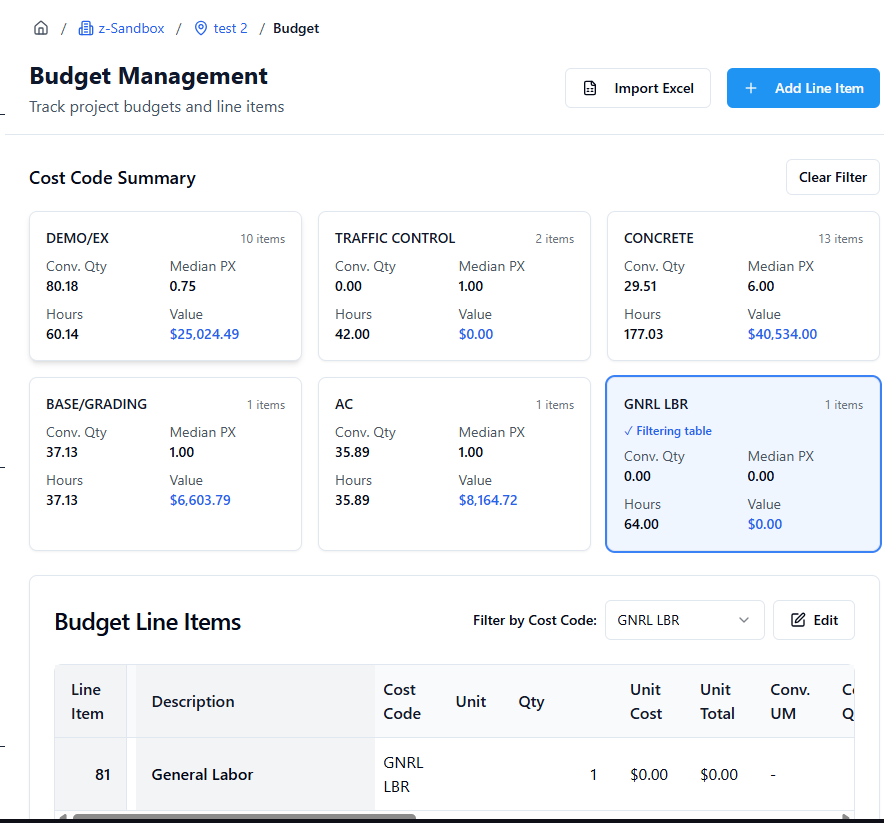 / z-Sandbox / test 2 / Budget
Budget Management
Track project budgets and line items
Import Excel
+ Add Line Item
Cost Code Summary
Clear Filter
DEMO/EX 10 items
Conv. Qty Median PX
80.18 0.75
Hours Value
60.14 $25,024.49
TRAFFIC CONTROL 2 items
Conv. Qty Median PX
0.00 1.00
Hours Value
42.00 $0.00
CONCRETE 13 items
Conv. Qty Median PX
29.51 6.00
Hours Value
177.03 $40,534.00
BASE/GRADING 1 items
Conv. Qty Median PX
37.13 1.00
Hours Value
37.13 $6,603.79
AC 1 items
Conv. Qty Median PX
35.89 1.00
Hours Value
35.89 $8,164.72
GNRL LBR 1 items
✓ Filtering table
Conv. Qty Median PX
0.00 0.00
Hours Value
64.00 $0.00
Budget Line Items
Filter by Cost Code: GNRL LBR
Edit
Line Item
Description
Cost Code
Unit
Qty
Unit Cost
Unit Total
Conv. UM
81
General Labor
GNRL LBR
1
$0.00
$0.00
-